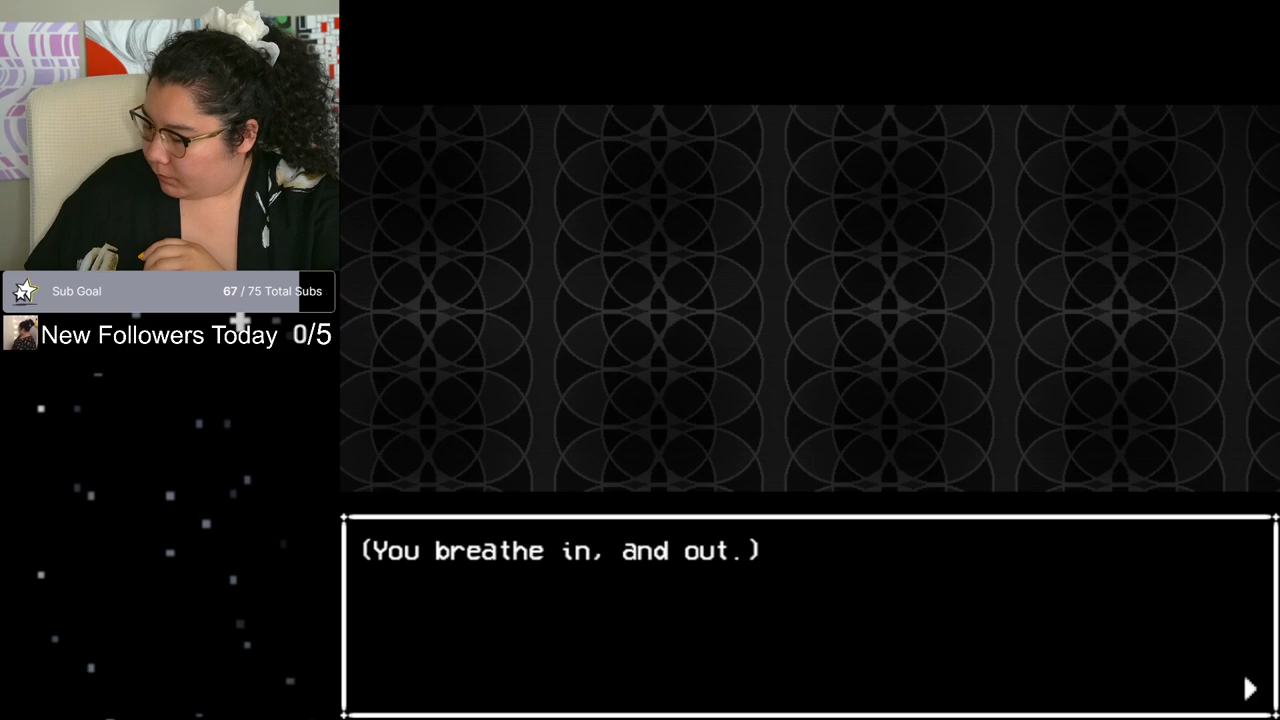 Sub Goal 67 / 75 Total Subs
New Followers Today 0/5
(You breathe in, and out.)